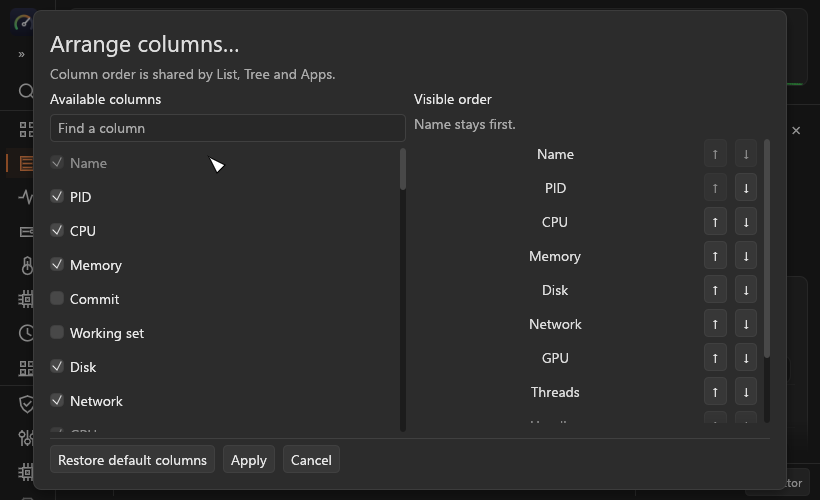 Arrange columns...
Column order is shared by List, Tree and Apps.
Available columns
Find a column
Name
PID
CPU
Memory
Commit
Working set
Disk
Network
Visible order
Name stays first.
Name
PID
CPU
Memory
Disk
Network
GPU
Threads
Restore default columns
Apply
Cancel